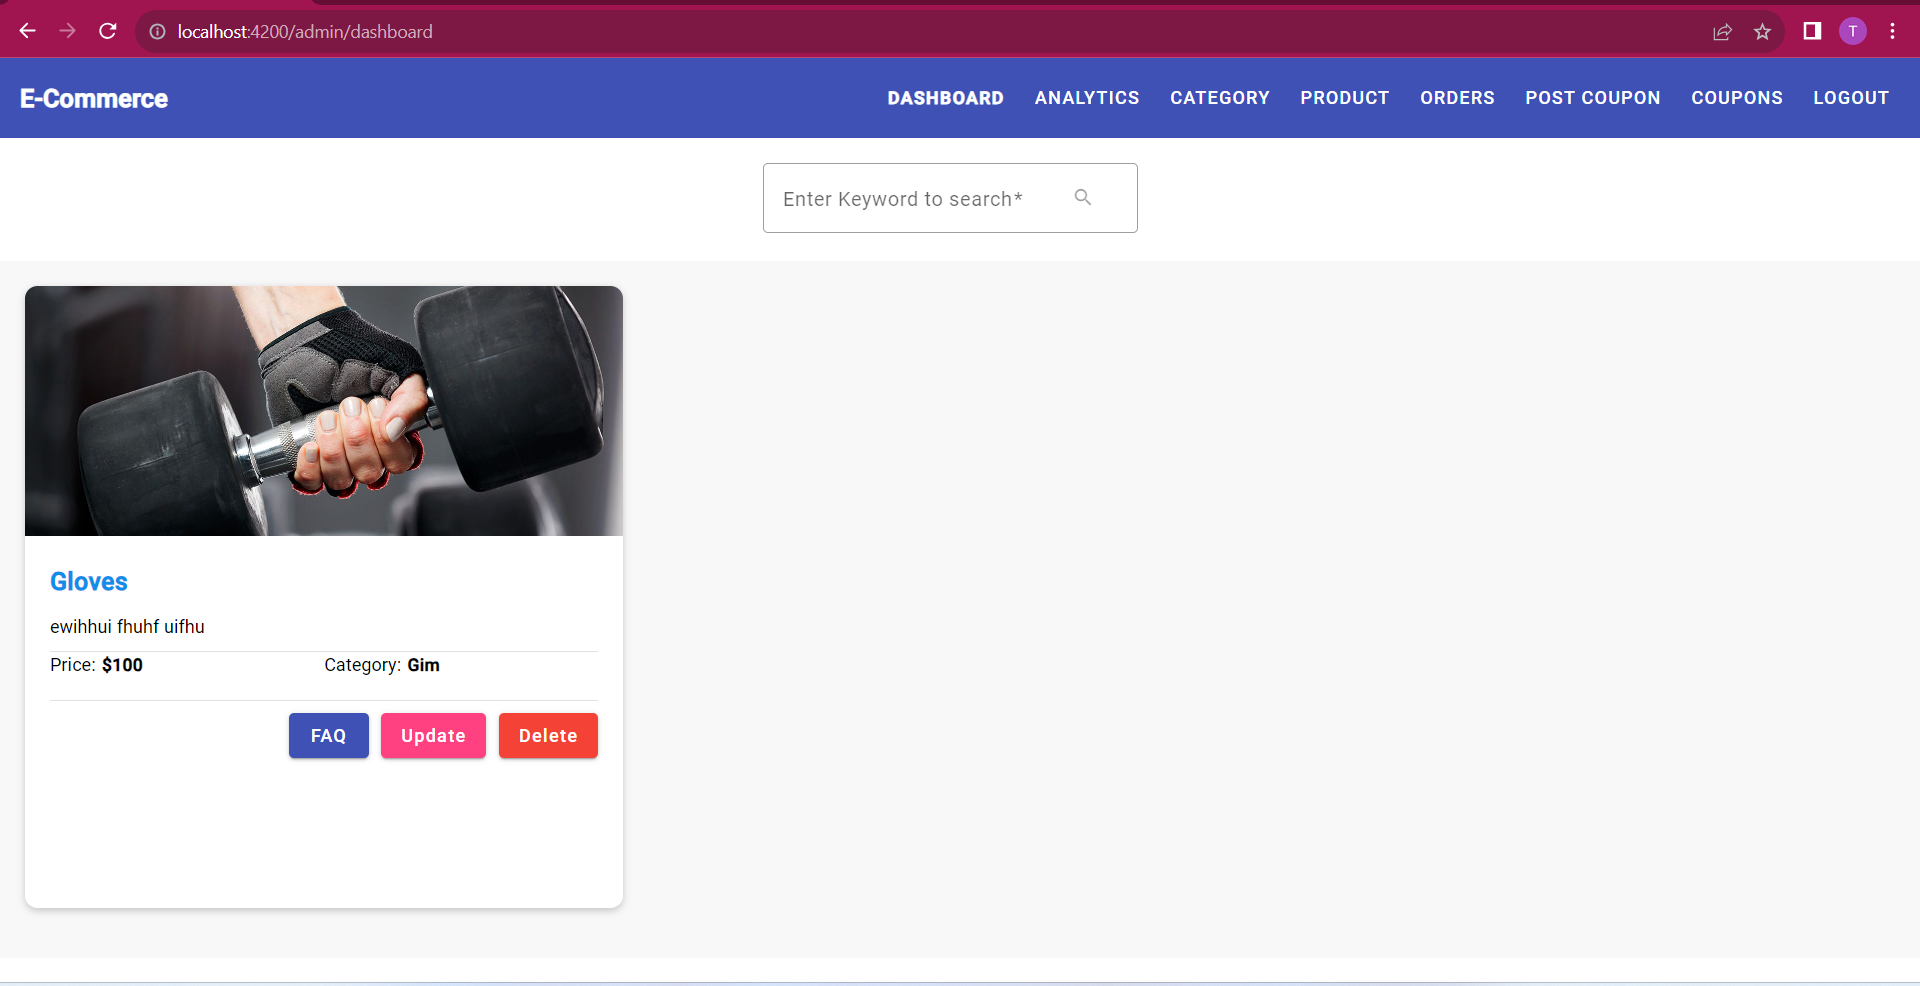 localhost:4200/admin/dashboard
T
E-Commerce
DASHBOARD ANALYTICS CATEGORY PRODUCT ORDERS POST COUPON COUPONS LOGOUT
Enter Keyword to search*
Gloves
ewihhui fhuhf uifhu
Price: $100 Category: Gim
FAQ Update Delete